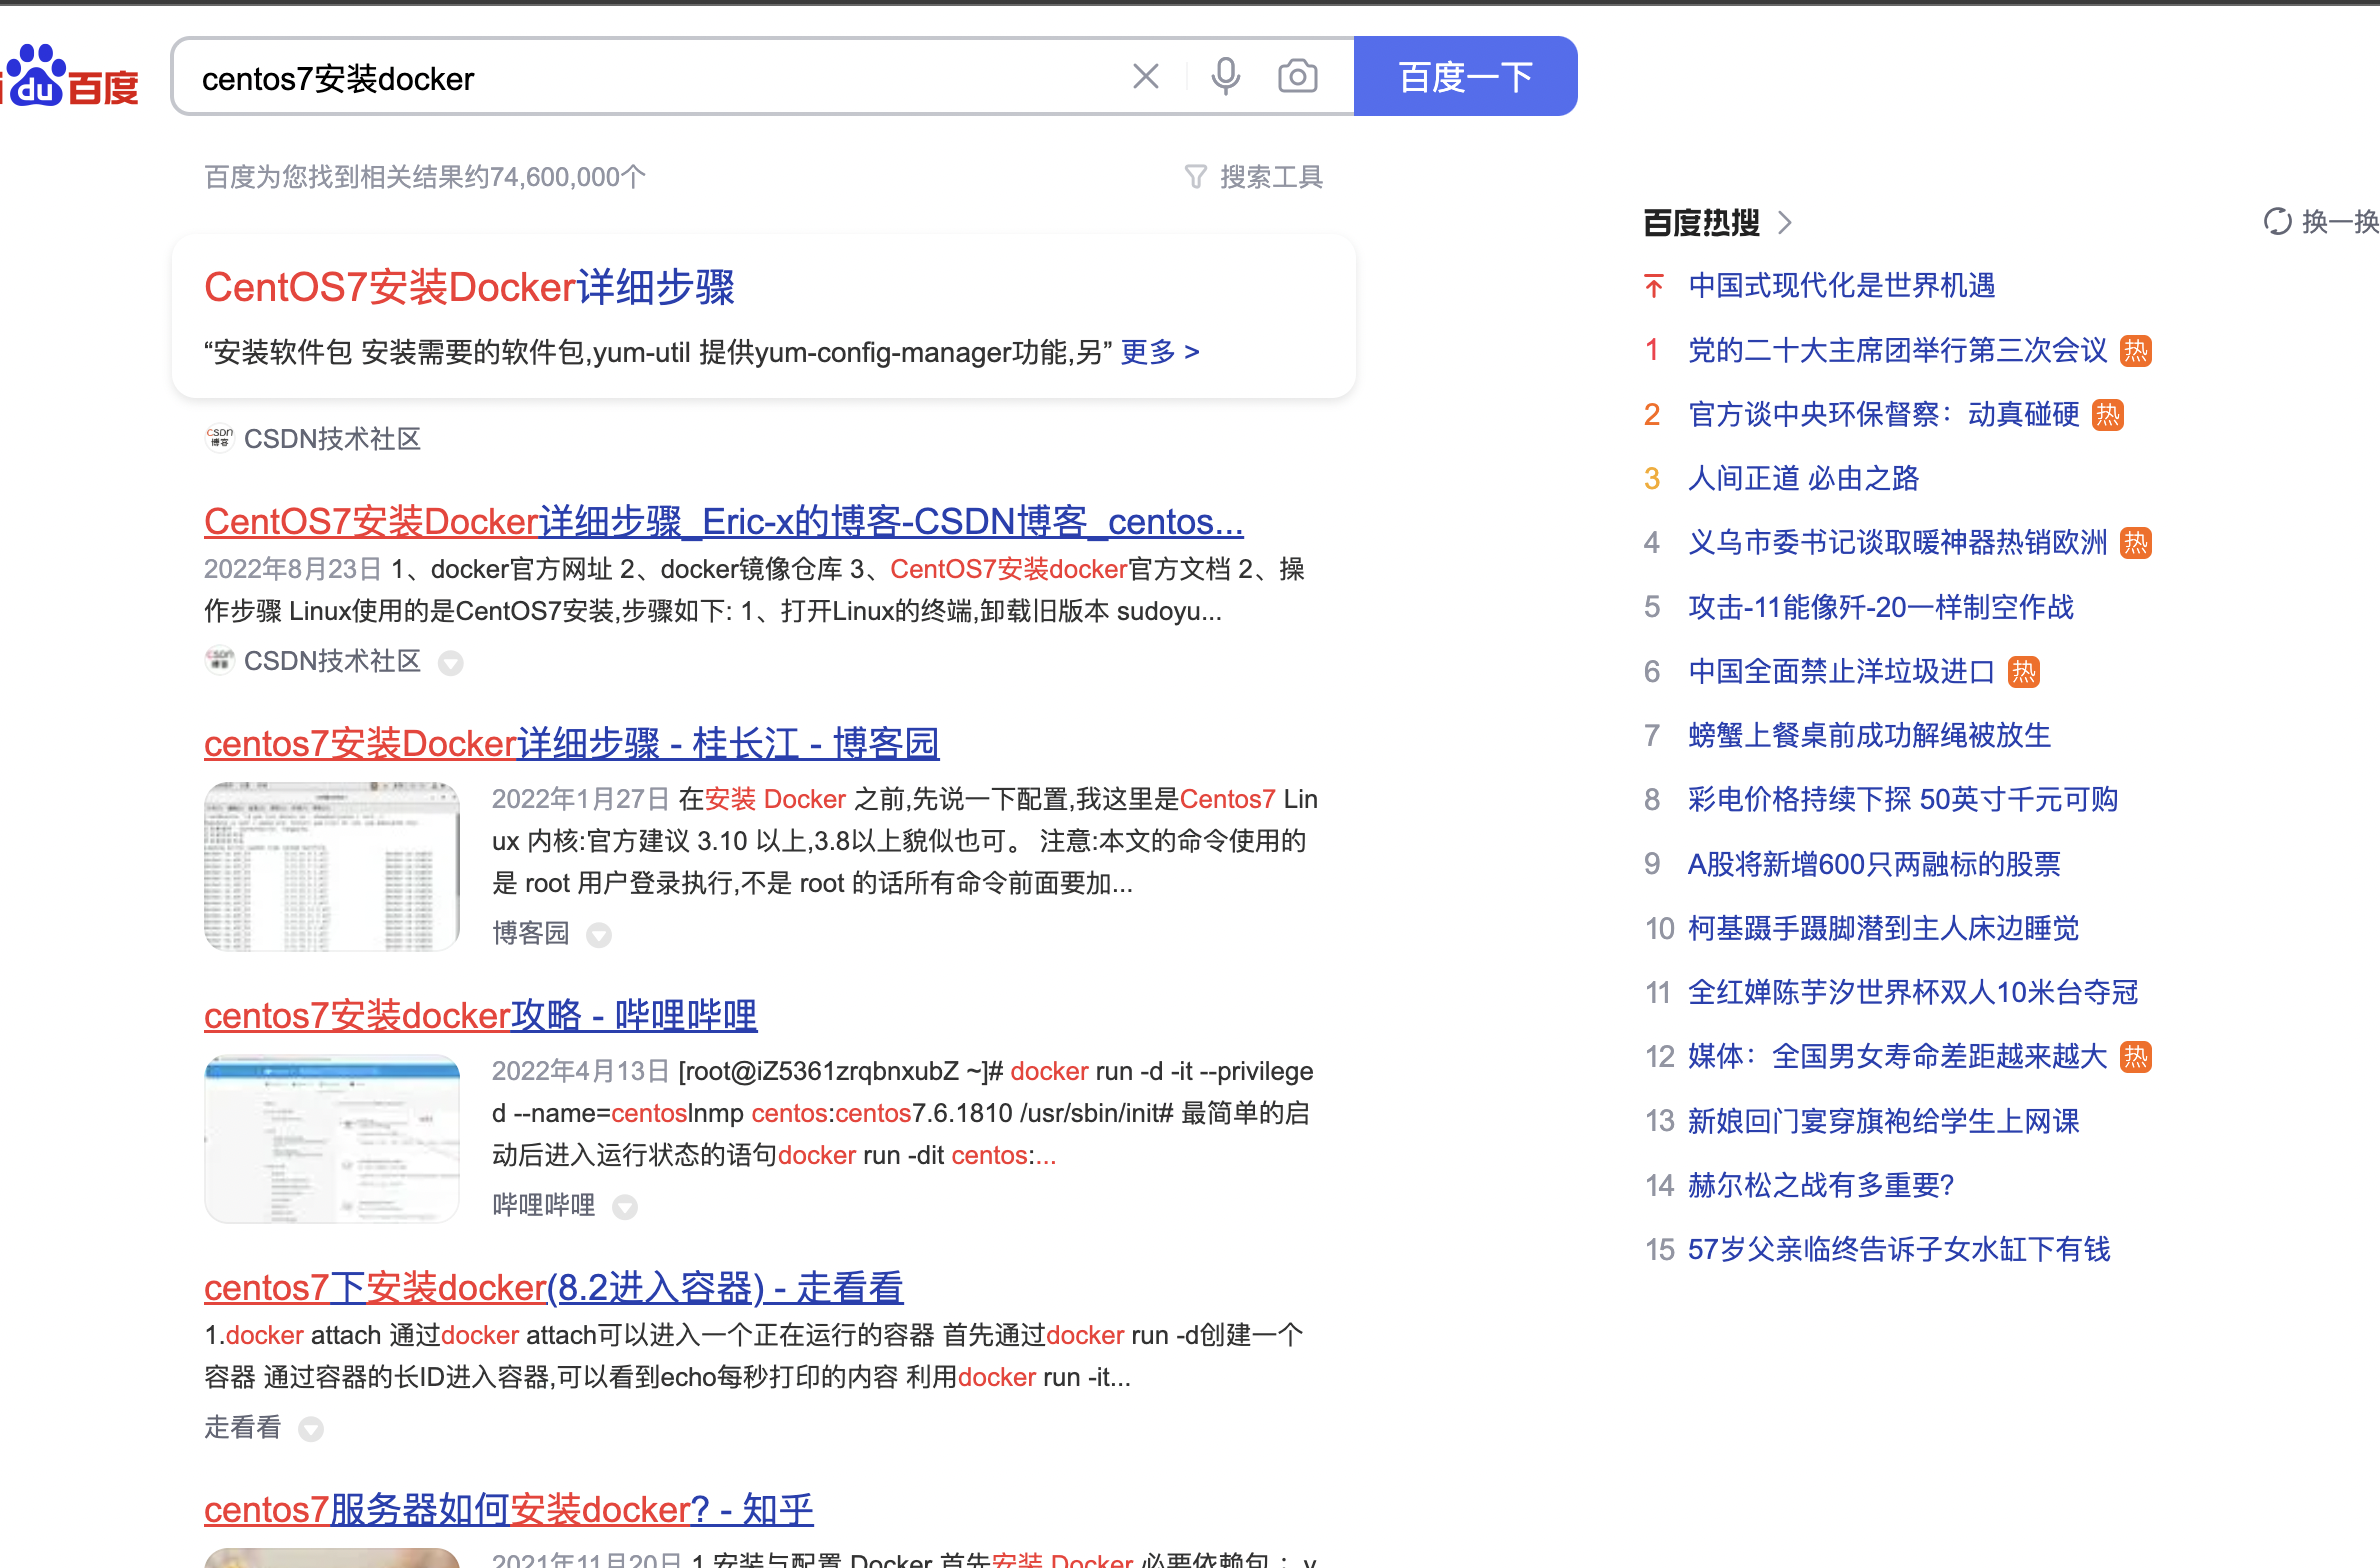 du百度
centos7安装docker
百度一下
百度为您找到相关结果约74,600,000个
搜索工具
CentOS7安装Docker详细步骤
“安装软件包 安装需要的软件包,yum-util 提供yum-config-manager功能,另” 更多 >
CSDN技术社区
CentOS7安装Docker详细步骤_Eric-x的博客-CSDN博客_centos...
2022年8月23日 1、docker官方网址 2、docker镜像仓库 3、CentOS7安装docker官方文档 2、操
作步骤 Linux使用的是CentOS7安装,步骤如下: 1、打开Linux的终端,卸载旧版本 sudoyu...
CSDN技术社区
centos7安装Docker详细步骤 - 桂长江 - 博客园
2022年1月27日 在安装 Docker 之前,先说一下配置,我这里是Centos7 Lin
ux 内核:官方建议 3.10 以上,3.8以上貌似也可。 注意:本文的命令使用的
是 root 用户登录执行,不是 root 的话所有命令前面要加...
博客园
centos7安装docker攻略 - 哔哩哔哩
2022年4月13日 [root@iZ5361zrqbnxubZ ~]# docker run -d -it --privilege
d --name=centoslnmp centos:centos7.6.1810 /usr/sbin/init# 最简单的启
动后进入运行状态的语句docker run -dit centos:...
哔哩哔哩
centos7下安装docker(8.2进入容器) - 走看看
1.docker attach 通过docker attach可以进入一个正在运行的容器 首先通过docker run -d创建一个
容器 通过容器的长ID进入容器,可以看到echo每秒打印的内容 利用docker run -it...
走看看
centos7服务器如何安装docker? - 知乎
2021年11月20日 1.安装与配置 Docker 首先安装 Docker 必要依赖包 ：y
百度热搜
换一换
中国式现代化是世界机遇
1 党的二十大主席团举行第三次会议 热
2 官方谈中央环保督察：动真碰硬 热
3 人间正道 必由之路
4 义乌市委书记谈取暖神器热销欧洲 热
5 攻击-11能像歼-20一样制空作战
6 中国全面禁止洋垃圾进口 热
7 螃蟹上餐桌前成功解绳被放生
8 彩电价格持续下探 50英寸千元可购
9 A股将新增600只两融标的股票
10 柯基蹑手蹑脚潜到主人床边睡觉
11 全红婵陈芋汐世界杯双人10米台夺冠
12 媒体：全国男女寿命差距越来越大 热
13 新娘回门宴穿旗袍给学生上网课
14 赫尔松之战有多重要?
15 57岁父亲临终告诉子女水缸下有钱